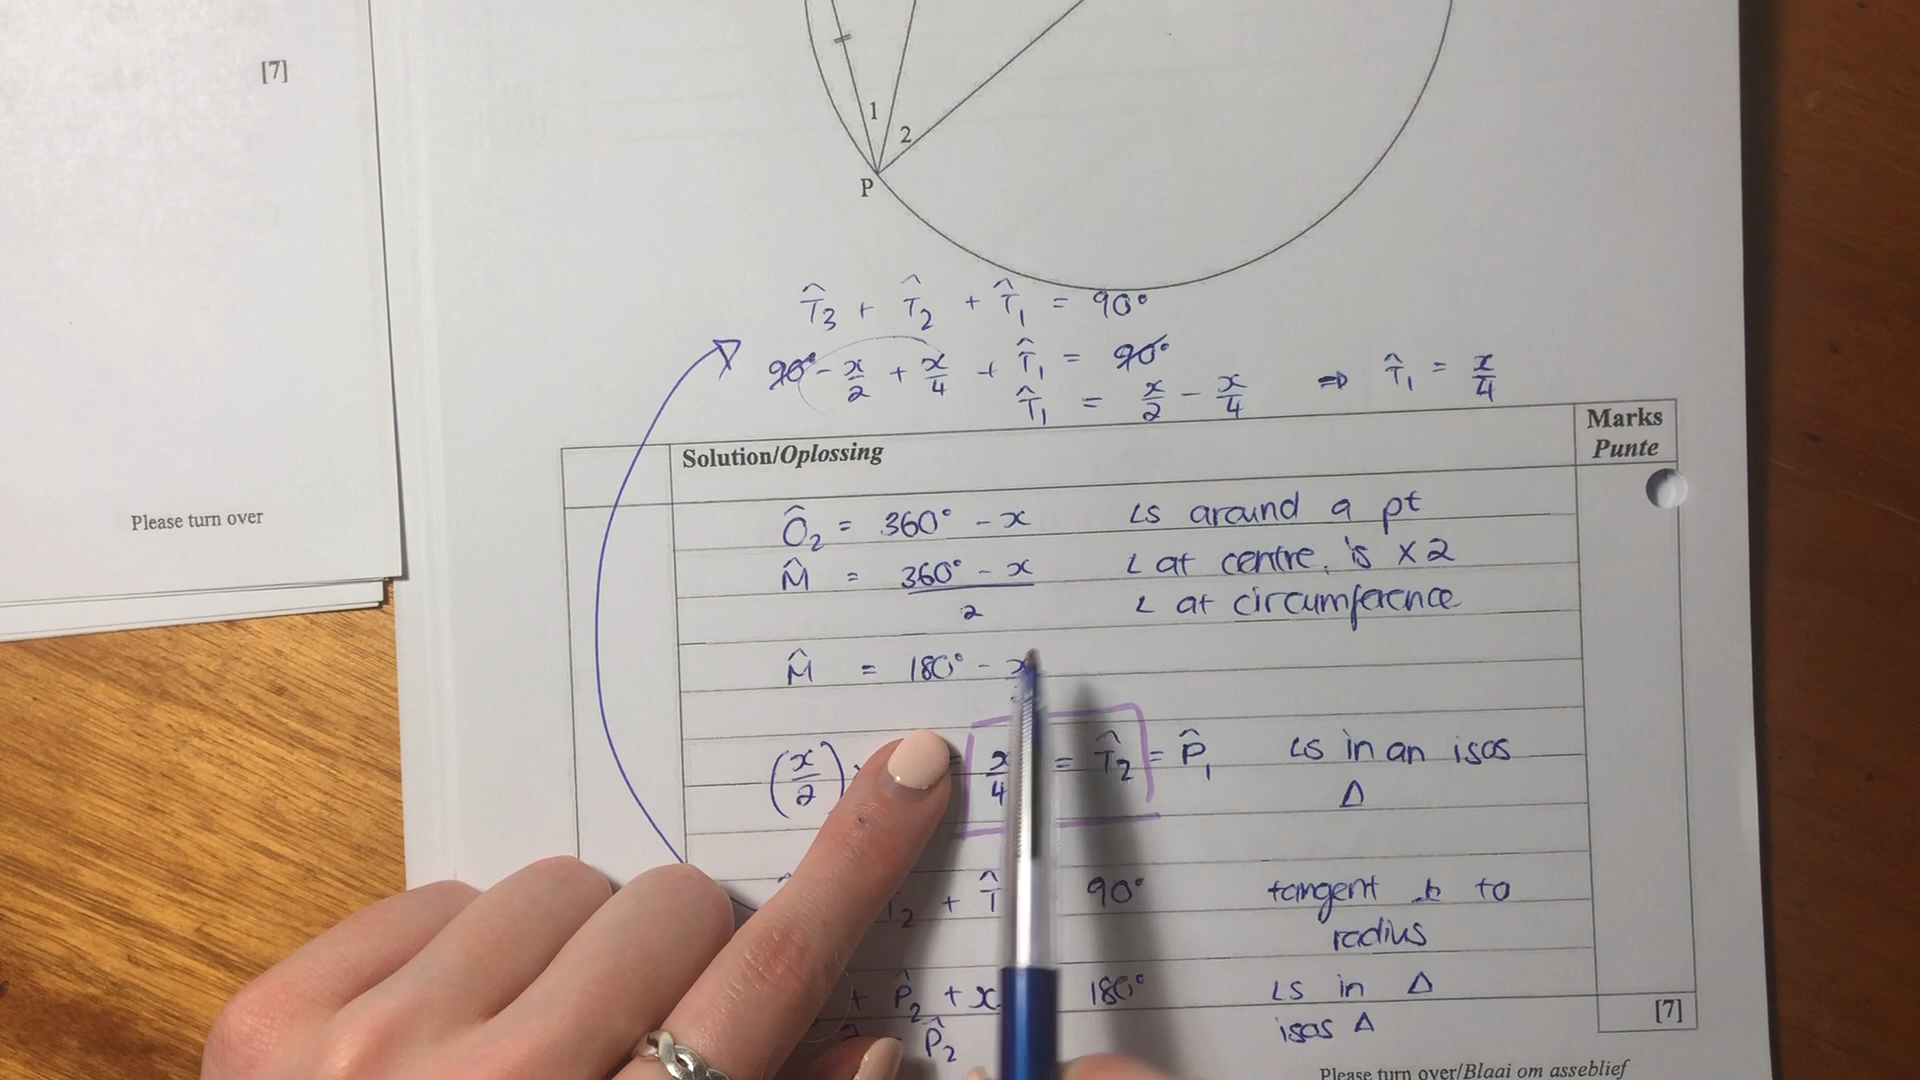 [7]
Please turn over
1
2
P
T̂₃ + T̂₂ + T̂₁ = 90°
90° - x/2 + x/4 + T̂₁ = 90°
T̂₁ = x/2 - x/4 ⇒ T̂₁ = x/4
Solution/Oplossing
Marks
Punte
Ô₂ = 360° - x ∠s around a pt
M̂ = (360° - x)/2 ∠ at centre is ×2
∠ at circumference
M̂ = 180° - x
(x/2) = x/4 = T̂₂ = P̂₁ ∠s in an isos
Δ
₂ + T̂ 90° tangent ⊥ to
radius
+ P̂₂ + x 180° ∠s in Δ
P̂₂ isos Δ
[7]
Please turn over/Blaai om asseblief